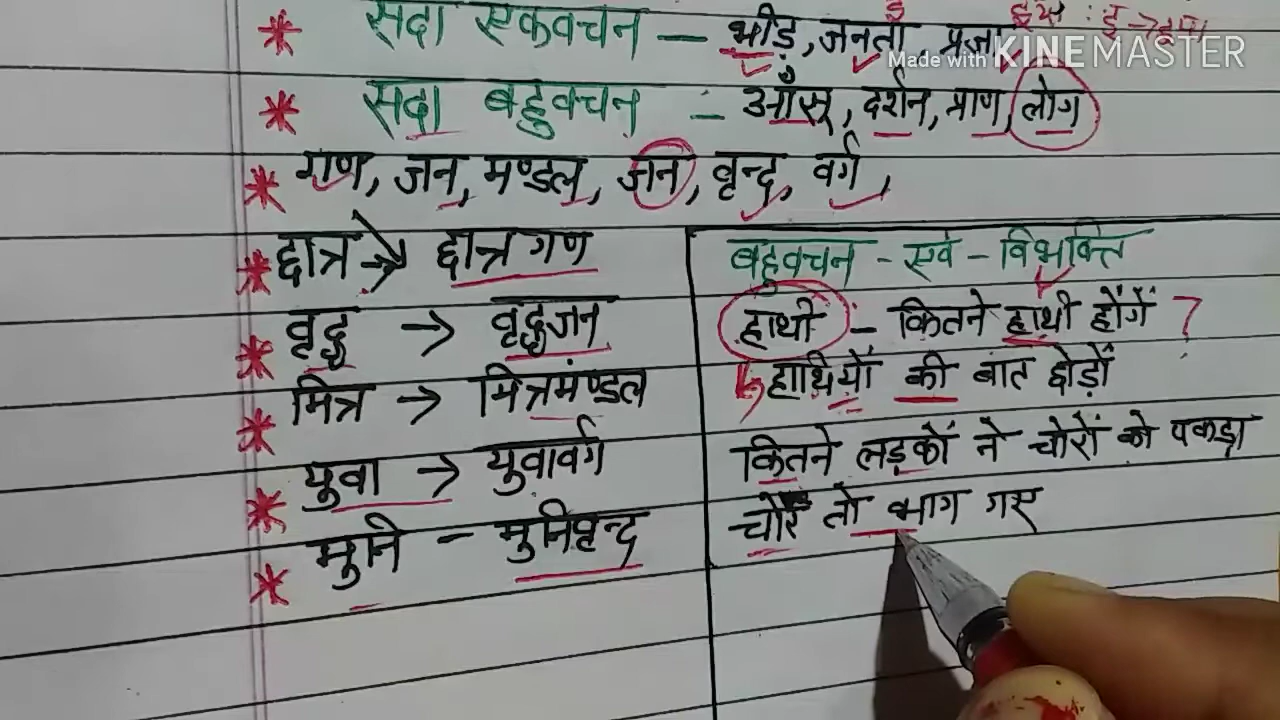 * सदा एकवचन — भीड़, जनता, प्रजा
Made with KINEMASTER
* सदा बहुवचन - आँसू, दर्शन, प्राण, लोग
* गण, जन, मण्डल, जन, वृन्द, वर्ग,
* छात्र → छात्रगण
* वृद्ध → वृद्धजन
* मित्र → मित्रमंण्डल
* युवा → युवावर्ग
* मुनि - मुनिवृन्द
बहुवचन - एवं - विभक्ति
हाथी - कितने हाथी होंगें ?
↳ हाथियों की बात छोड़ों
कितने लड़कों ने चोरों को पकड़ा
चोर तो भाग गए